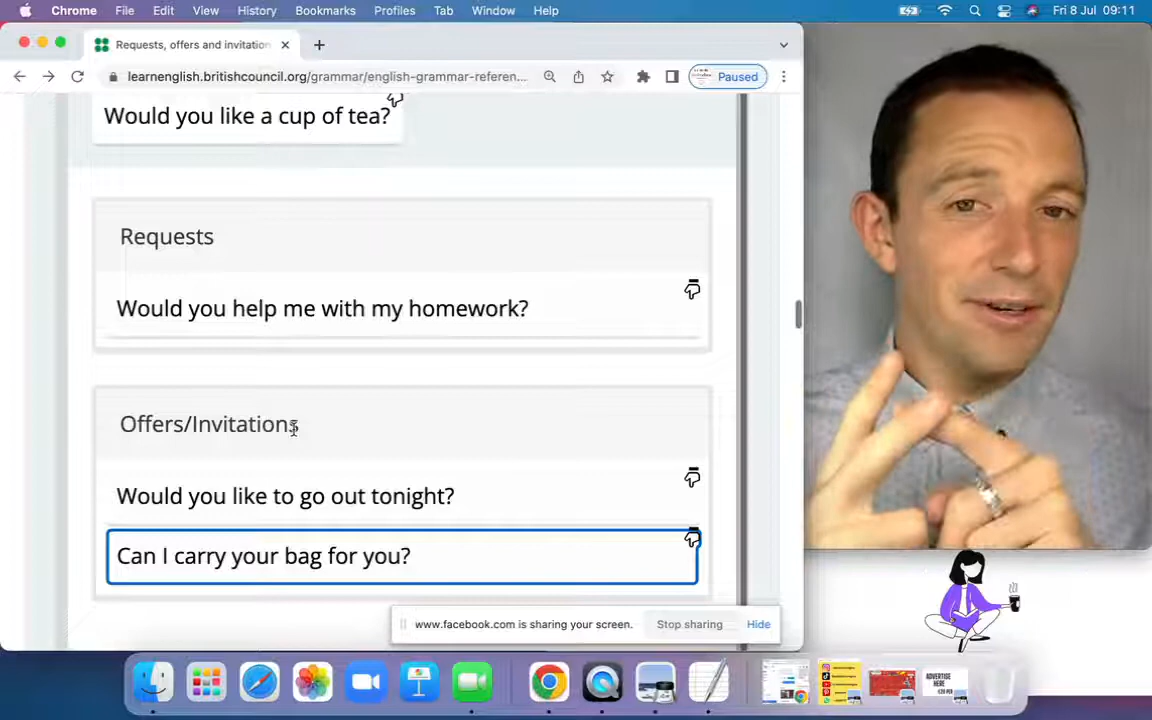 Chrome File Edit View History Bookmarks Profiles Tab Window Help Fri 8 Jul 09:11
Requests, offers and invitation
learnenglish.britishcouncil.org/grammar/english-grammar-referen... Paused
Would you like a cup of tea?
Requests
Would you help me with my homework?
Offers/Invitations
Would you like to go out tonight?
Can I carry your bag for you?
www.facebook.com is sharing your screen. Stop sharing Hide
ADVERTISE
HERE